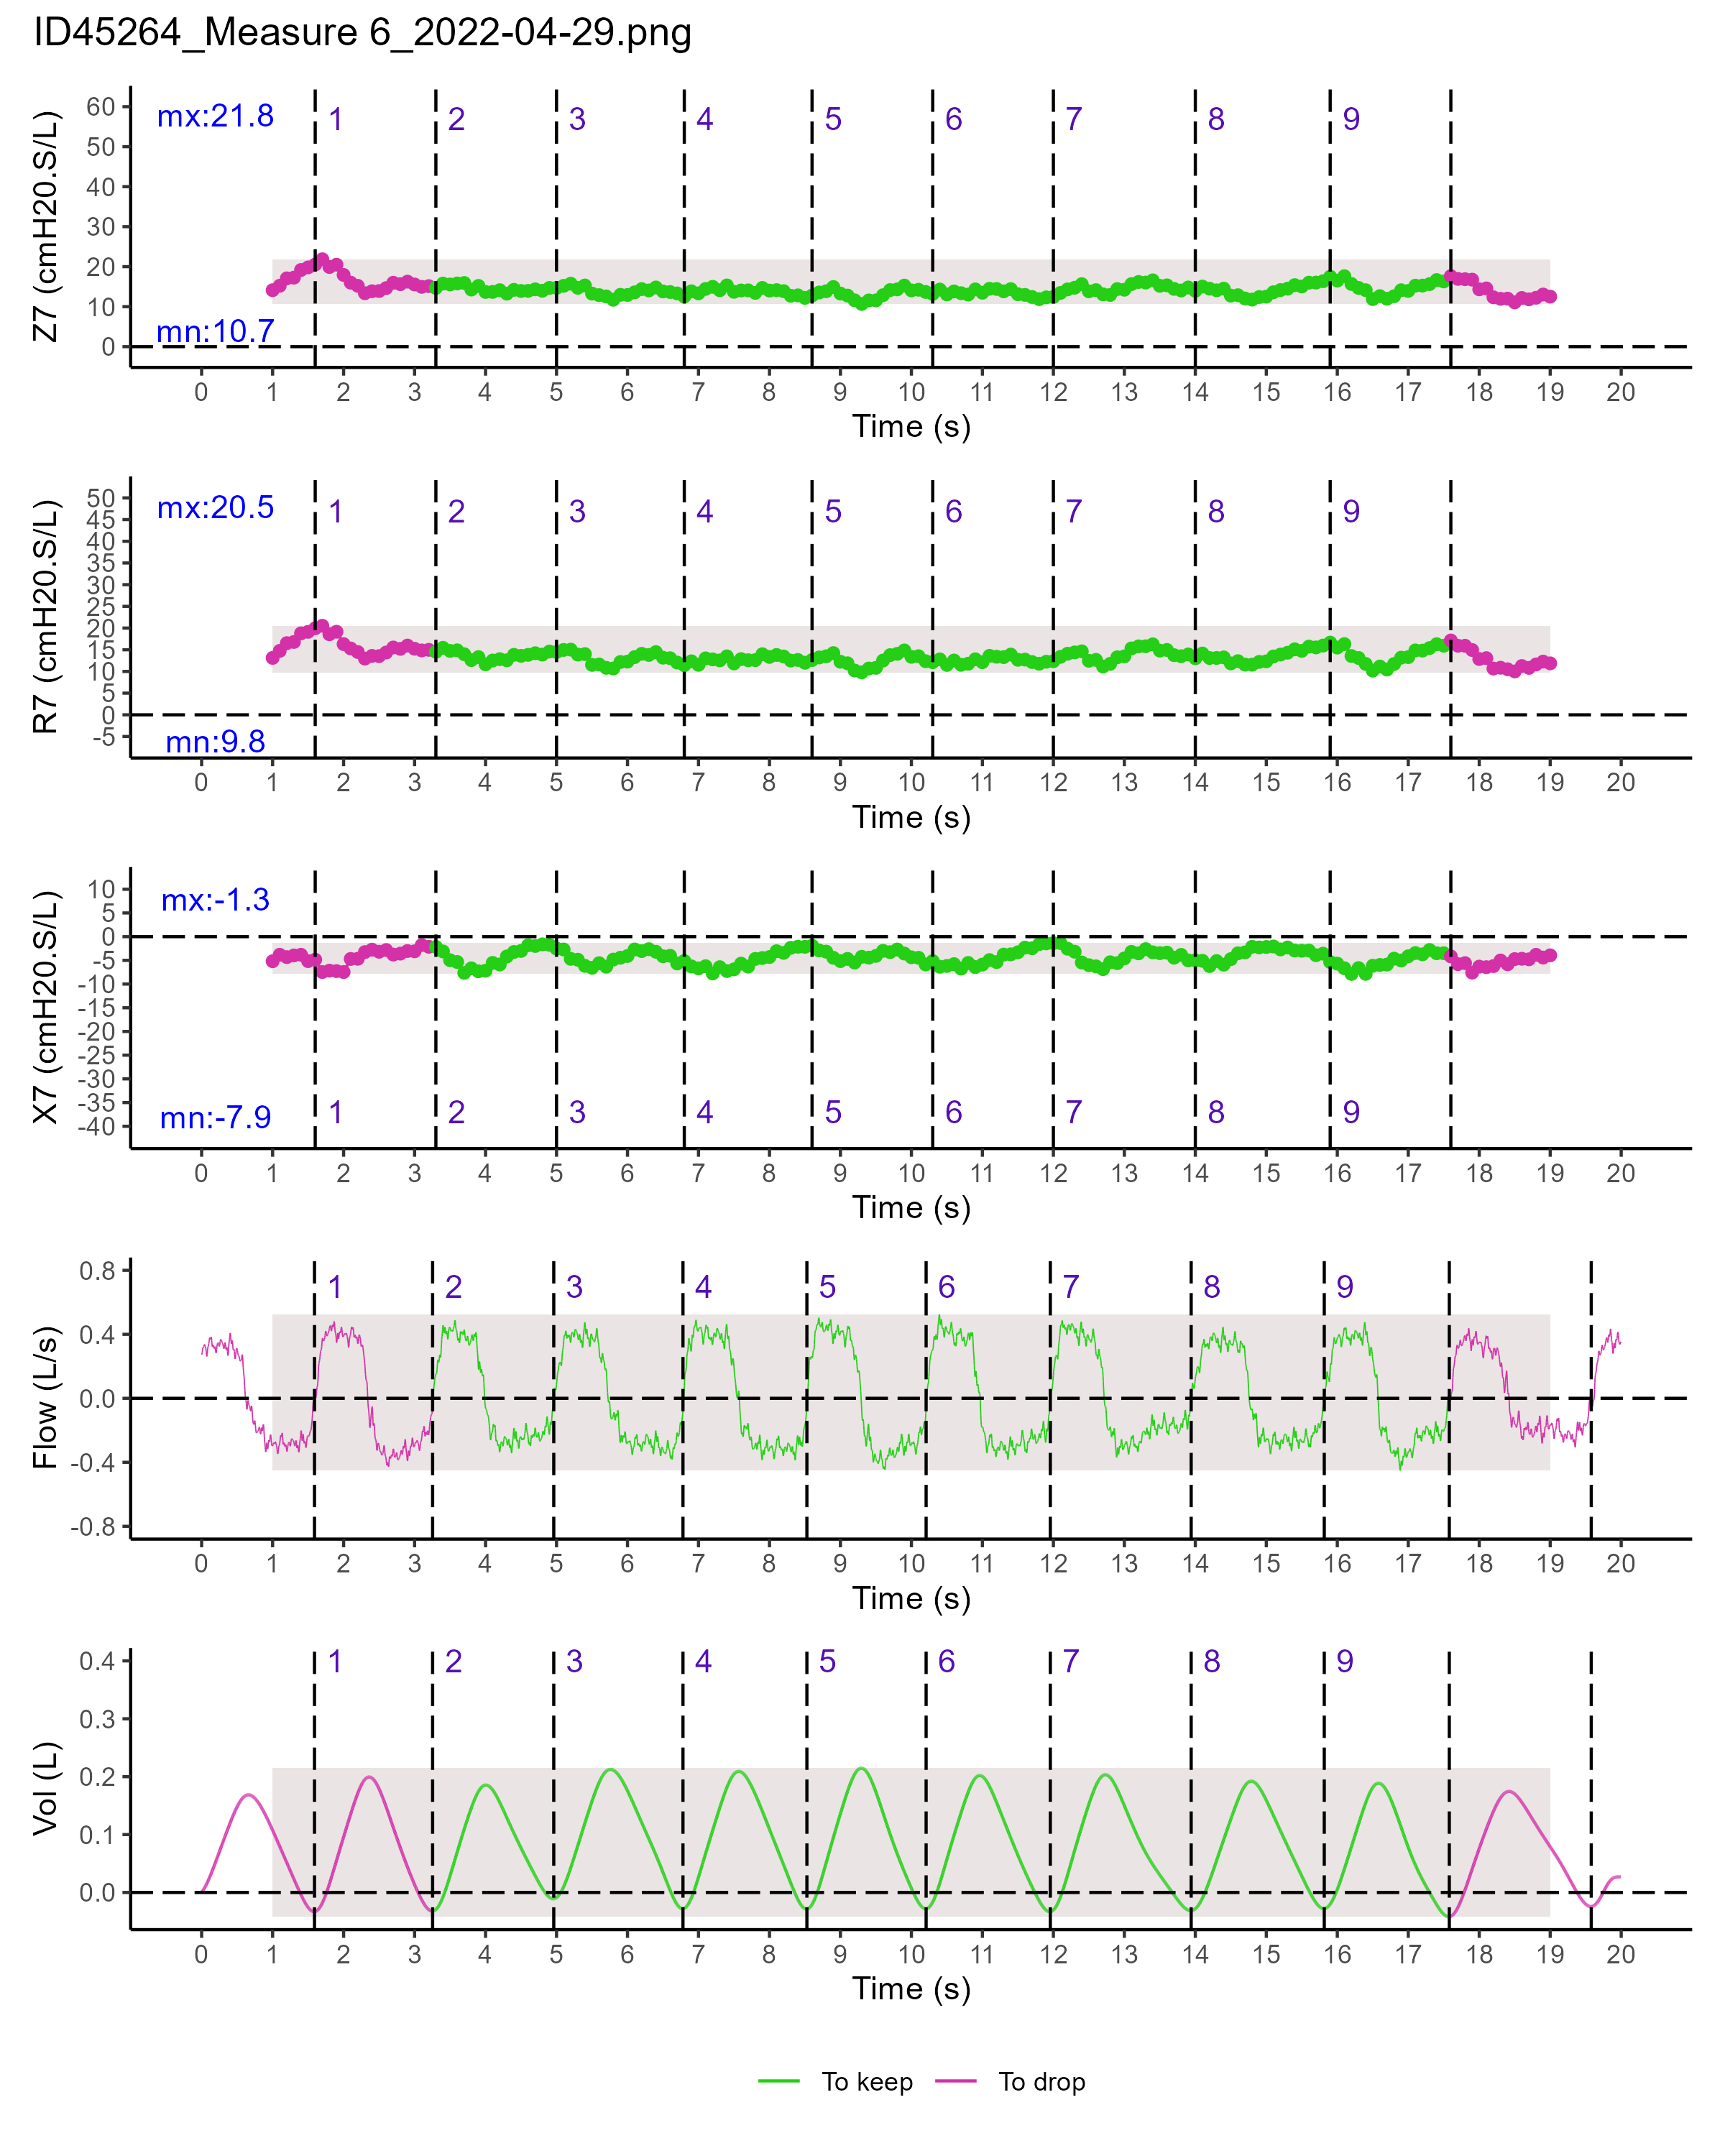 ID45264_Measure 6_2022-04-29.png
Z7 (cmH20.S/L)
60
50
40
30
20
10
0
mx:21.8
mn:10.7
1 2 3 4 5 6 7 8 9
0 1 2 3 4 5 6 7 8 9 10 11 12 13 14 15 16 17 18 19 20
Time (s)
R7 (cmH20.S/L)
50
45
40
35
30
25
20
15
10
5
0
-5
mx:20.5
mn:9.8
1 2 3 4 5 6 7 8 9
0 1 2 3 4 5 6 7 8 9 10 11 12 13 14 15 16 17 18 19 20
Time (s)
X7 (cmH20.S/L)
10
5
0
-5
-10
-15
-20
-25
-30
-35
-40
mx:-1.3
mn:-7.9
1 2 3 4 5 6 7 8 9
0 1 2 3 4 5 6 7 8 9 10 11 12 13 14 15 16 17 18 19 20
Time (s)
Flow (L/s)
0.8
0.4
0.0
-0.4
-0.8
1 2 3 4 5 6 7 8 9
0 1 2 3 4 5 6 7 8 9 10 11 12 13 14 15 16 17 18 19 20
Time (s)
Vol (L)
0.4
0.3
0.2
0.1
0.0
1 2 3 4 5 6 7 8 9
0 1 2 3 4 5 6 7 8 9 10 11 12 13 14 15 16 17 18 19 20
Time (s)
To keep To drop